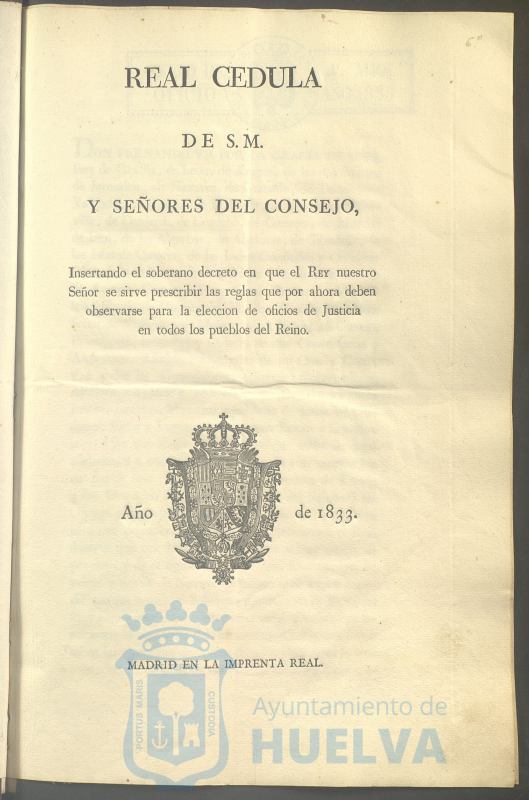 REAL CEDULA
DE S.M.
Y SEÑORES DEL CONSEJO,
Insertando el soberano decreto en que el REY nuestro
Señor se sirve prescribir las reglas que por ahora deben
observarse para la eleccion de oficios de Justicia
en todos los pueblos del Reino.
Año de 1833.
MADRID EN LA IMPRENTA REAL.
PORTUS MARIS CUSTODIA
Ayuntamiento de
HUELVA